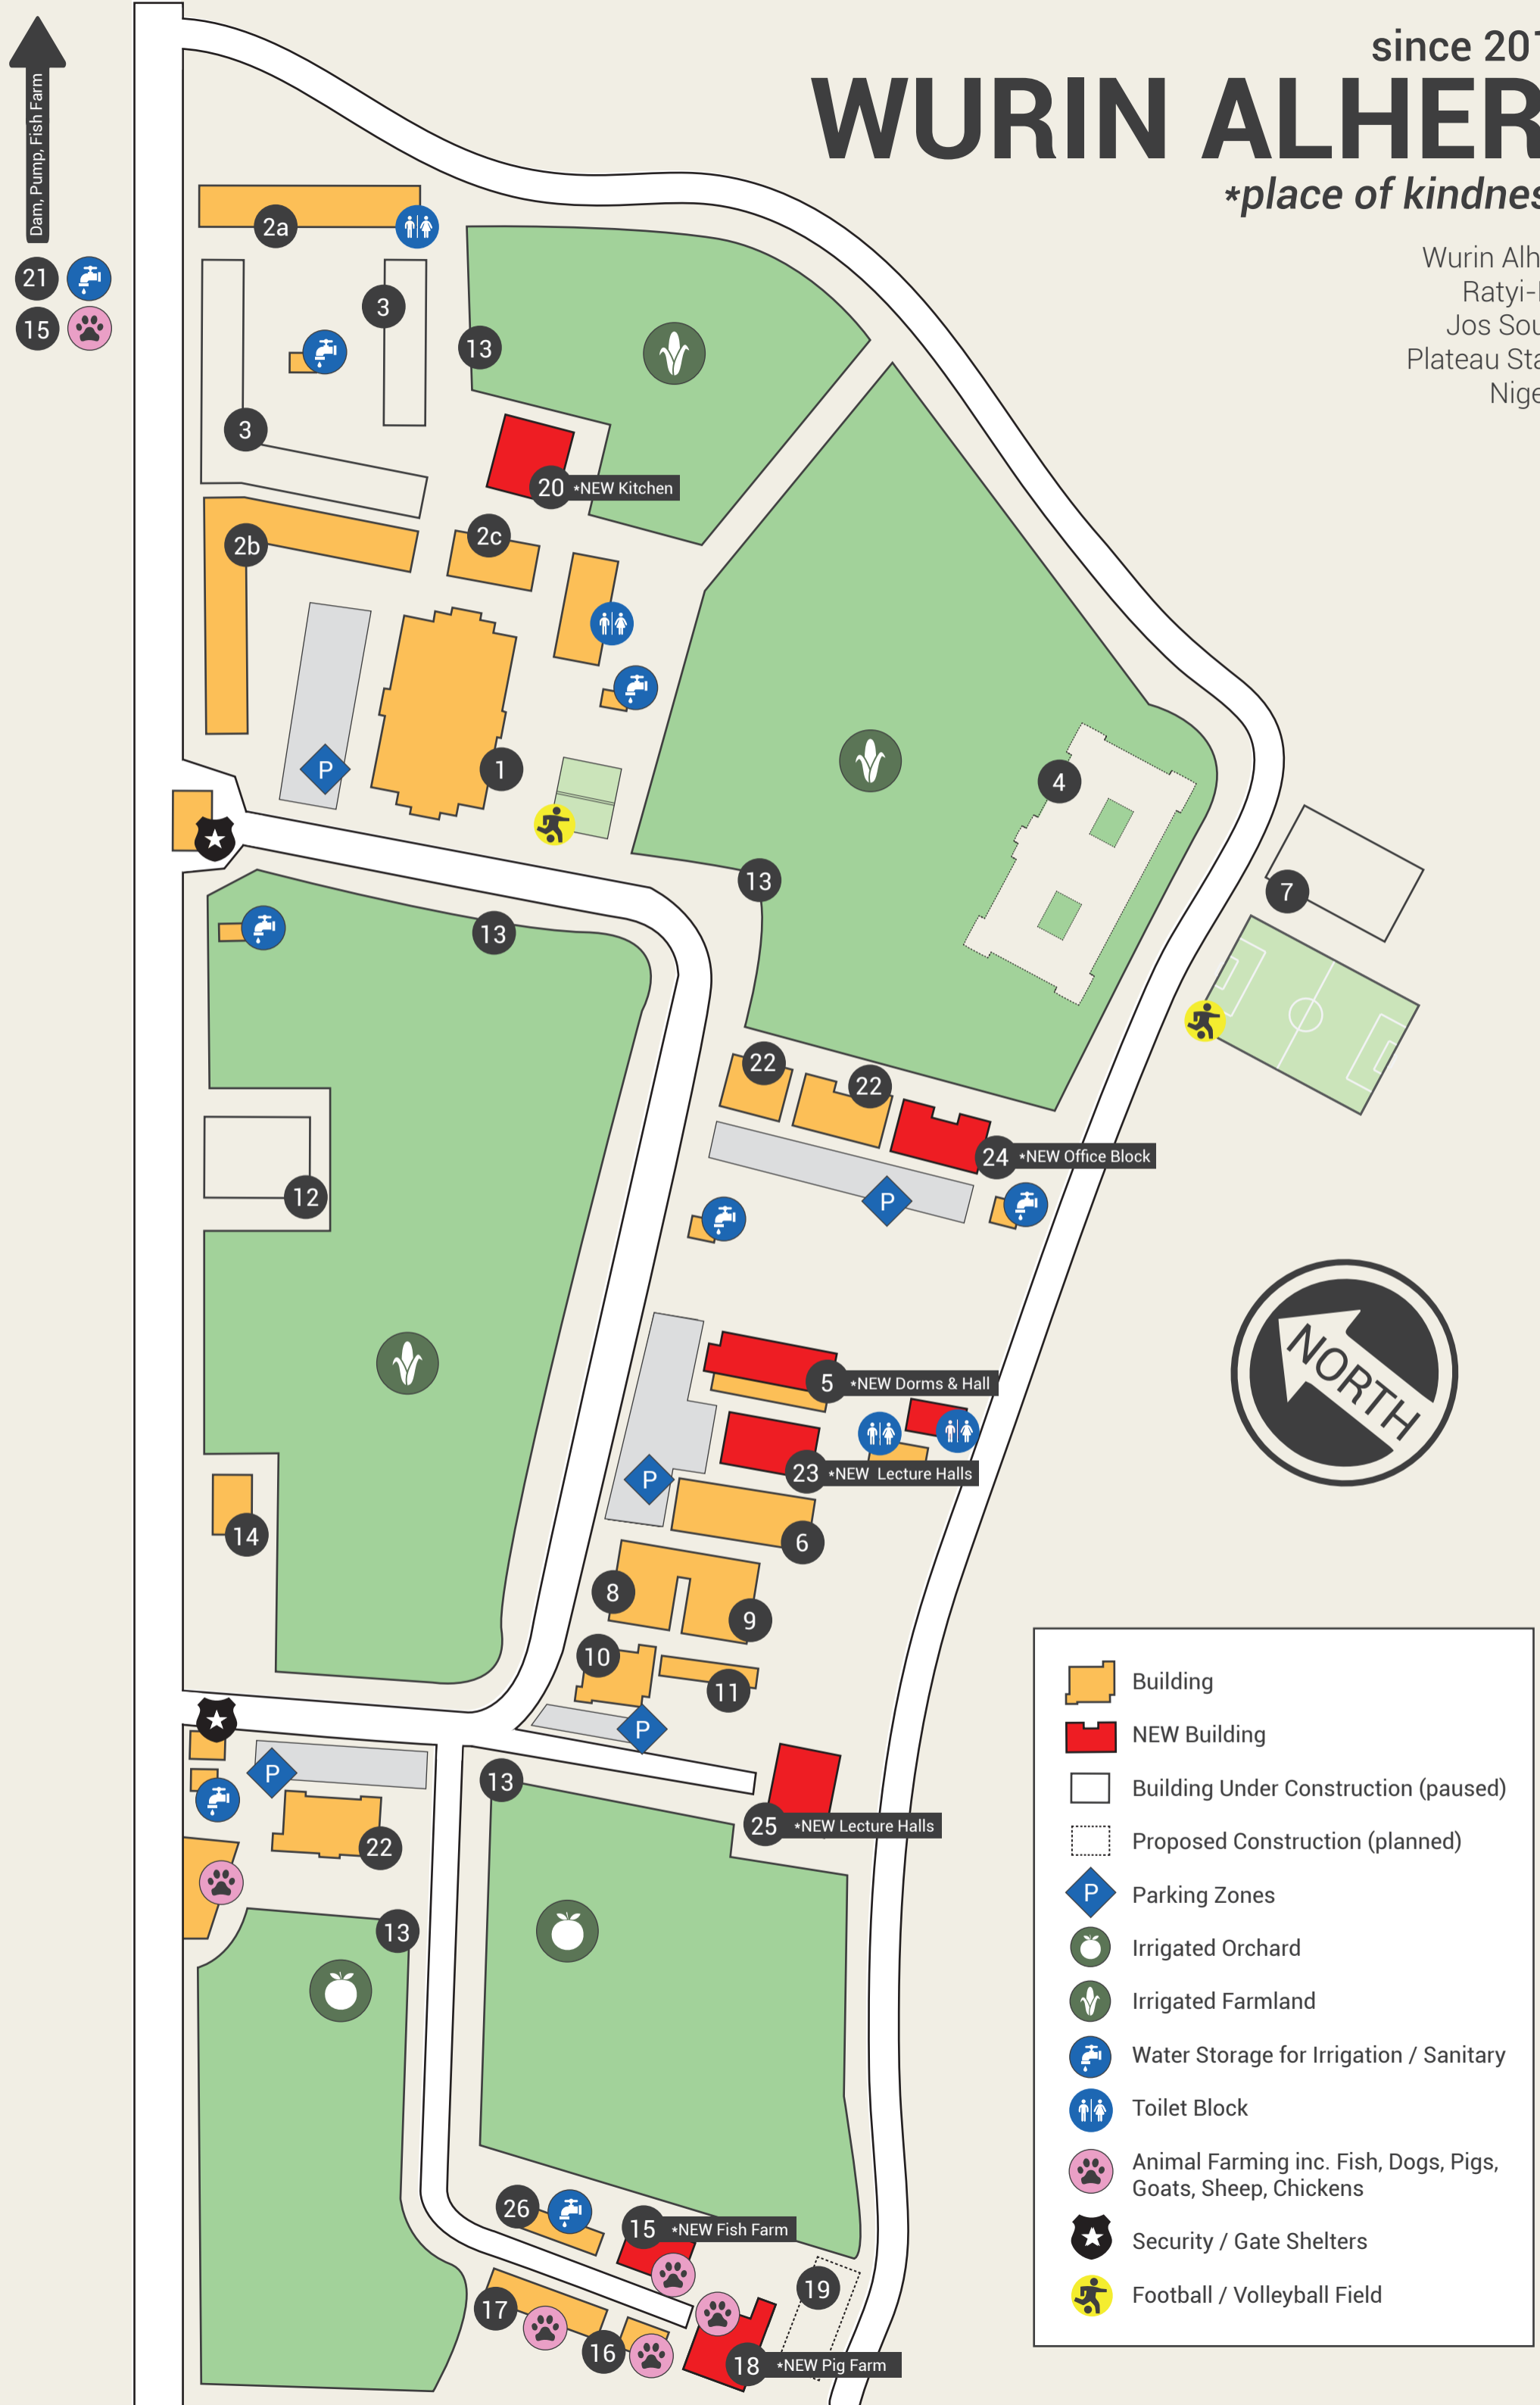 since 201
WURIN ALHER
*place of kindnes
Wurin Alh
Ratyi-
Jos Sou
Plateau Sta
Nige
Dam, Pump, Fish Farm
21
15
2a
3
3
13
20 *NEW Kitchen
2b
2c
P
1
4
13
7
13
22
22
24 *NEW Office Block
P
12
5 *NEW Dorms & Hall
23 *NEW Lecture Halls
P
6
14
8
9
10
11
P
NORTH
P
13
25 *NEW Lecture Halls
22
13
26
15 *NEW Fish Farm
17
16
19
18 *NEW Pig Farm
Building
NEW Building
Building Under Construction (paused)
Proposed Construction (planned)
P Parking Zones
Irrigated Orchard
Irrigated Farmland
Water Storage for Irrigation / Sanitary
Toilet Block
Animal Farming inc. Fish, Dogs, Pigs,
Goats, Sheep, Chickens
Security / Gate Shelters
Football / Volleyball Field